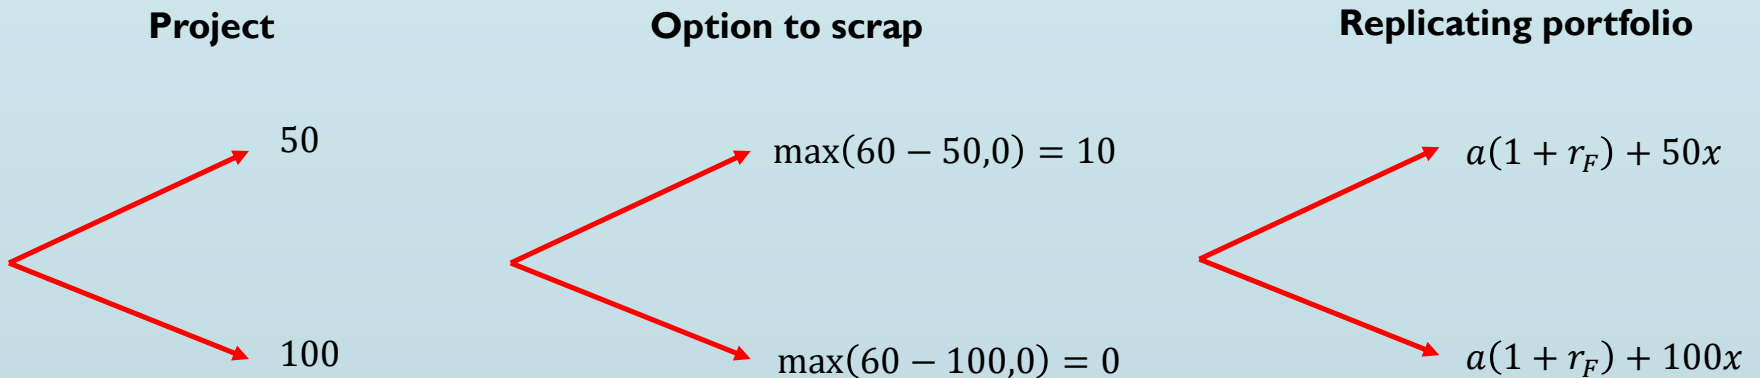 Project
Option to scrap
Replicating portfolio
50
max(60 − 50,0) = 10
𝑎(1 + 𝑟_𝐹) + 50𝑥
100
max(60 − 100,0) = 0
𝑎(1 + 𝑟_𝐹) + 100𝑥